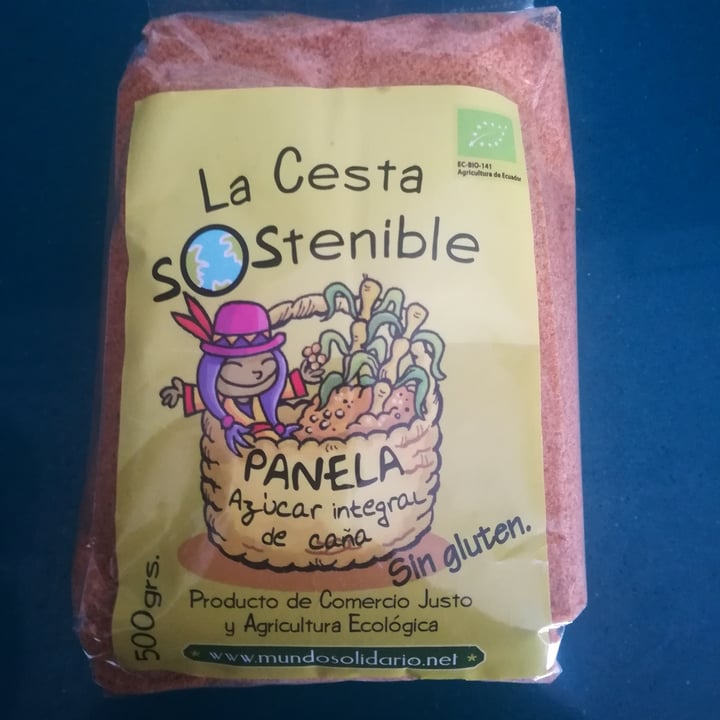 EC-BIO-141
Agricultura de Ecuador
La Cesta
SOStenible
PANELA
Azúcar integral
de caña
Sin gluten.
500grs.
Producto de Comercio Justo
y Agricultura Ecológica
* www.mundosolidario.net *